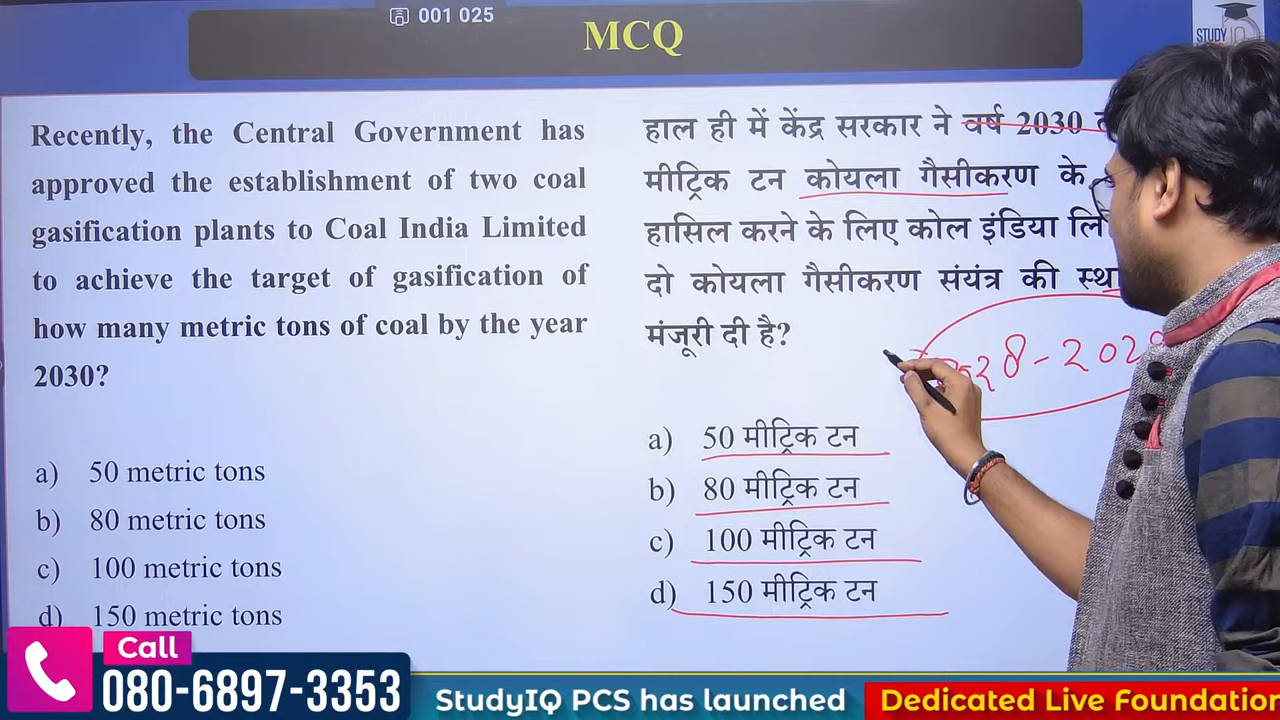 001 025
MCQ
STUDY IQ
Recently, the Central Government has
approved the establishment of two coal
gasification plants to Coal India Limited
to achieve the target of gasification of
how many metric tons of coal by the year
2030?
a) 50 metric tons
b) 80 metric tons
c) 100 metric tons
d) 150 metric tons
हाल ही में केंद्र सरकार ने वर्ष 2030
मीट्रिक टन कोयला गैसीकरण के
हासिल करने के लिए कोल इंडिया लि
दो कोयला गैसीकरण संयंत्र की स्था
मंजूरी दी है?
a) 50 मीट्रिक टन
b) 80 मीट्रिक टन
c) 100 मीट्रिक टन
d) 150 मीट्रिक टन
Call
080-6897-3353
StudyIQ PCS has launched
Dedicated Live Foundation